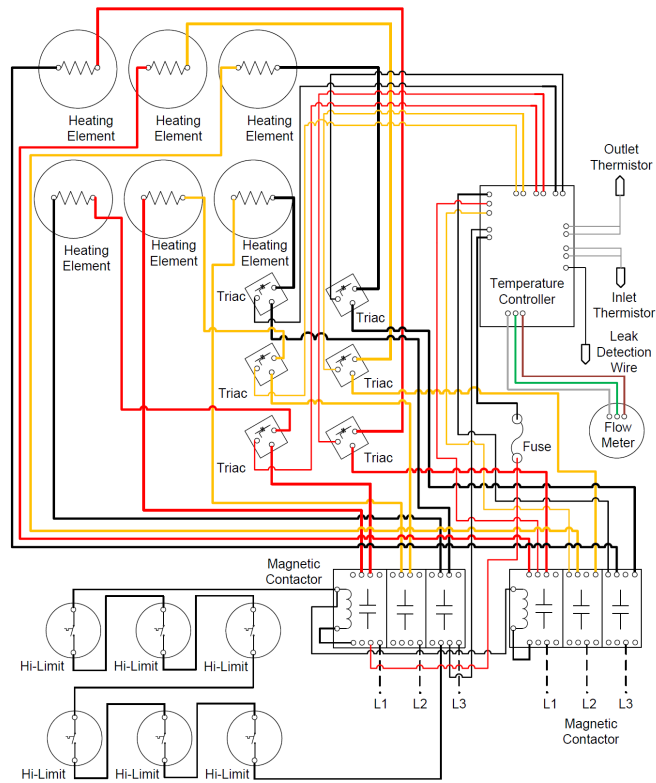 Heating
Element
Heating
Element
Heating
Element
Heating
Element
Heating
Element
Heating
Element
Outlet
Thermistor
Temperature
Controller
Inlet
Thermistor
Leak
Detection
Wire
Triac
Triac
Triac
Triac
Triac
Triac
Flow
Meter
Fuse
Magnetic
Contactor
Hi-Limit
Hi-Limit
Hi-Limit
L1
L2
L3
L1
L2
L3
Magnetic
Contactor
Hi-Limit
Hi-Limit
Hi-Limit